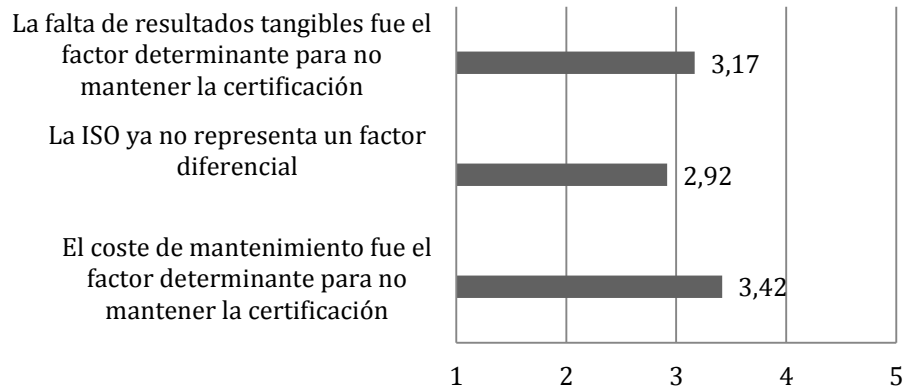 La falta de resultados tangibles fue el
factor determinante para no
mantener la certificación
3,17
La ISO ya no representa un factor
diferencial
2,92
El coste de mantenimiento fue el
factor determinante para no
mantener la certificación
3,42
1 2 3 4 5